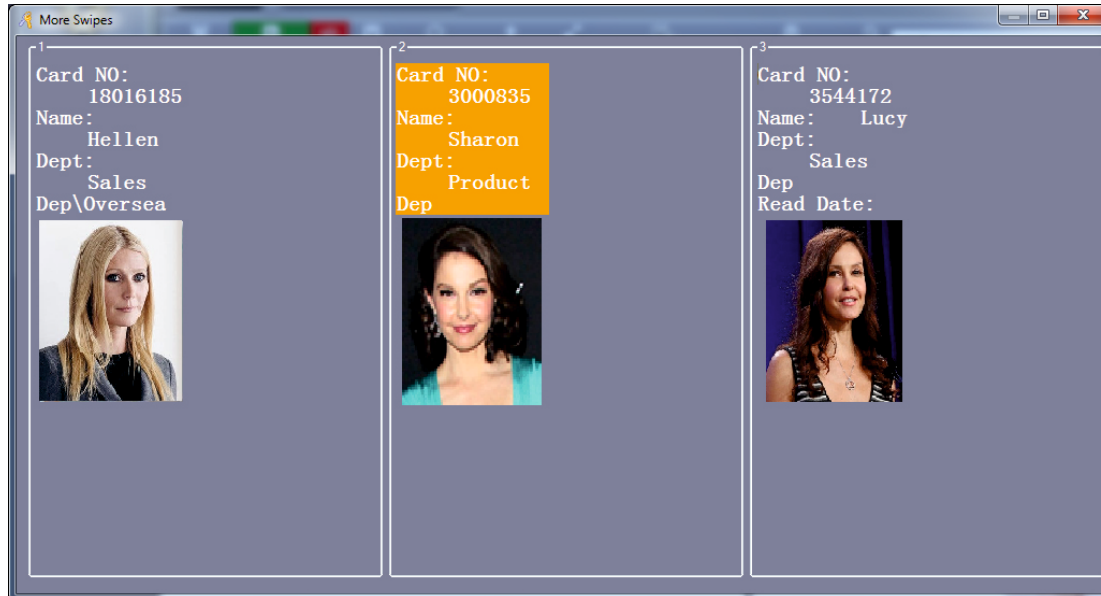 More Swipes
1
Card NO:
18016185
Name:
Hellen
Dept:
Sales
Dep\Oversea
2
Card NO:
3000835
Name:
Sharon
Dept:
Product
Dep
3
Card NO:
3544172
Name: Lucy
Dept:
Sales
Dep
Read Date: